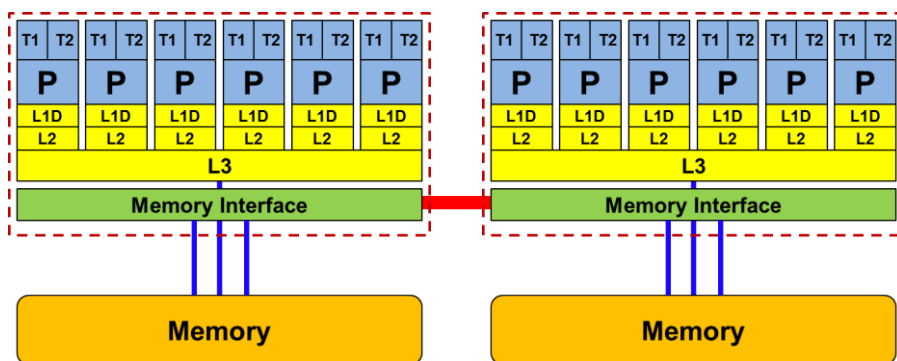 T1 T2 T1 T2 T1 T2 T1 T2 T1 T2 T1 T2 T1 T2 T1 T2 T1 T2 T1 T2 T1 T2 T1 T2
P P P P P P P P P P P P
L1D L1D L1D L1D L1D L1D L1D L1D L1D L1D L1D L1D
L2 L2 L2 L2 L2 L2 L2 L2 L2 L2 L2 L2
L3 L3
Memory Interface Memory Interface
Memory Memory